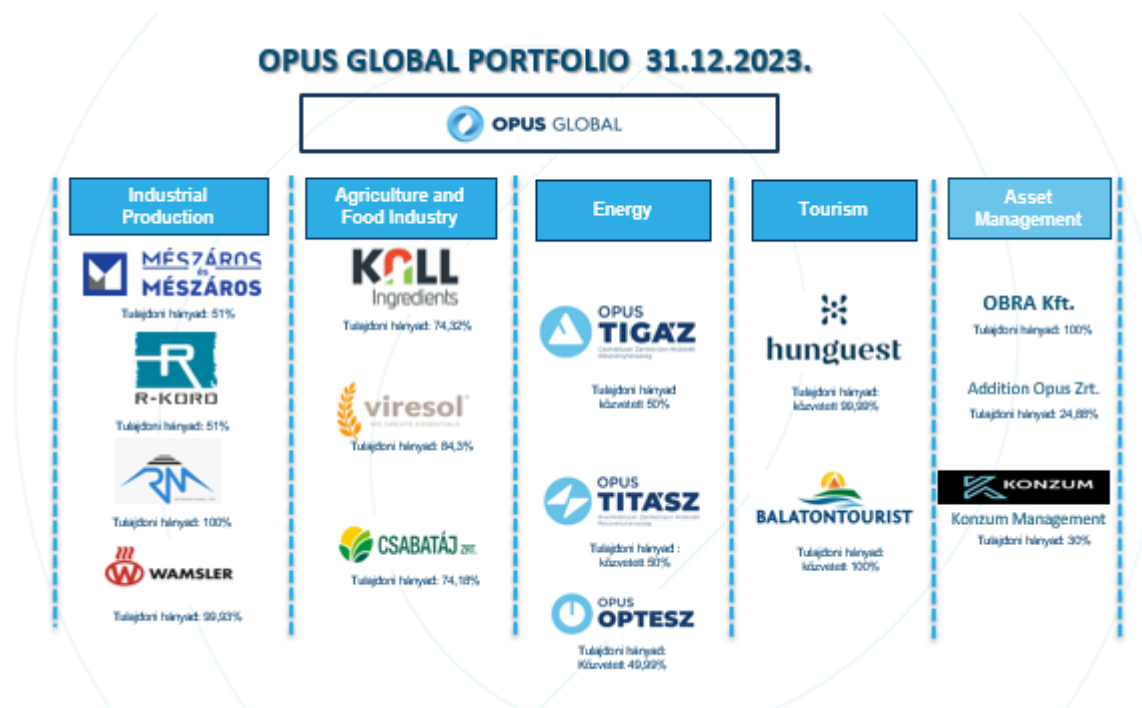 OPUS GLOBAL PORTFOLIO 31.12.2023.
OPUS GLOBAL
Industrial
Production
MÉSZÁROS
és
MÉSZÁROS
Tulajdoni hányad: 51%
R-KORD
Tulajdoni hányad: 51%
RM
Tulajdoni hányad: 100%
WAMSLER
Tulajdoni hányad: 99,93%
Agriculture and
Food Industry
KALL
Ingredients
Tulajdoni hányad: 74,32%
viresol
WE CREATE ESSENTIALS
Tulajdoni hányad: 84,3%
CSABATÁJ ZRT.
Tulajdoni hányad: 74,18%
Energy
OPUS
TIGÁZ
Tulajdoni hányad
közvetett 50%
OPUS
TITÁSZ
Tulajdoni hányad :
közvetett 50%
OPUS
OPTESZ
Tulajdoni hányad:
Közvetett 49,99%
Tourism
hunguest
Tulajdoni hányad:
közvetett 99,99%
BALATONTOURIST
Tulajdoni hányad:
közvetett 100%
Asset
Management
OBRA Kft.
Tulajdoni hányad: 100%
Addition Opus Zrt.
Tulajdoni hányad: 24,88%
KONZUM
Konzum Management
Tulajdoni hányad: 30%